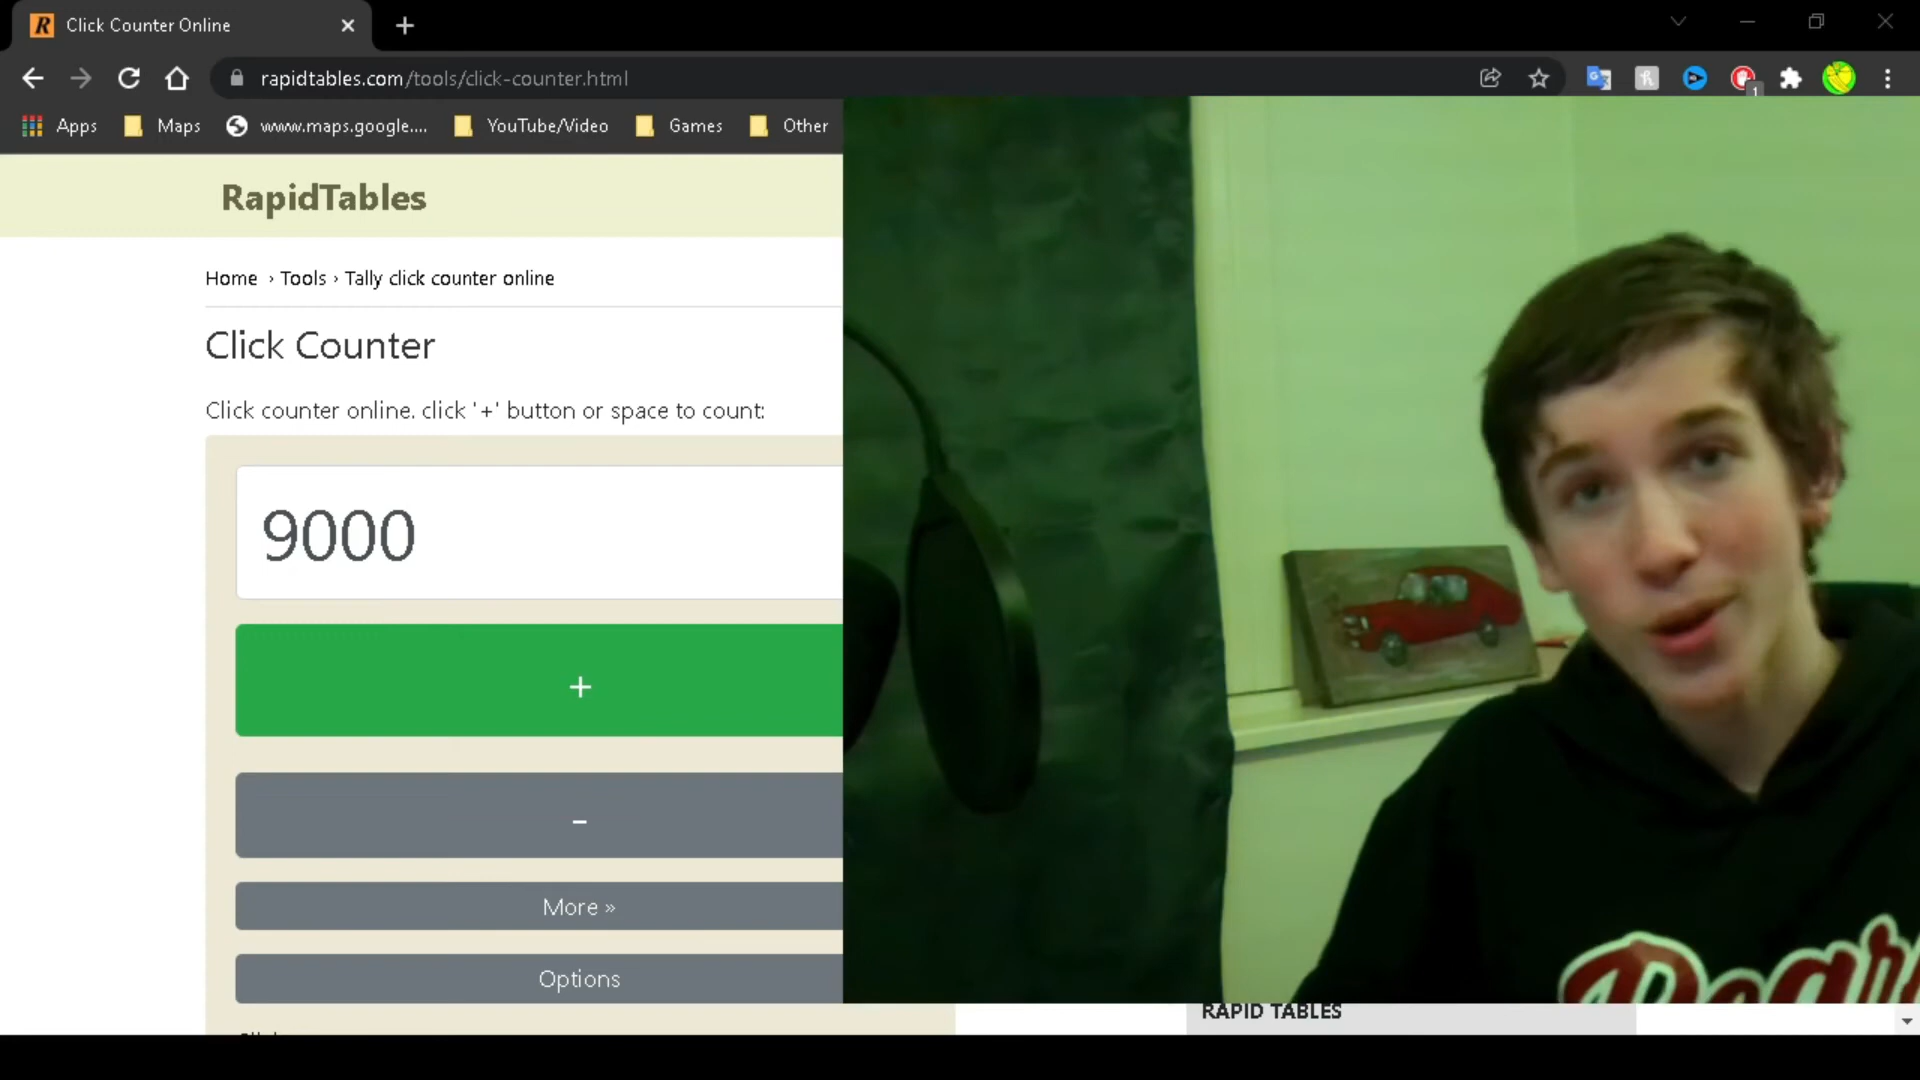 Click Counter Online
rapidtables.com/tools/click-counter.html
1
Apps Maps www.maps.google.... YouTube/Video Games Other
RapidTables
Home › Tools › Tally click counter online
Click Counter
Click counter online. click '+' button or space to count:
9000
+
-
More »
Options
RAPID TABLES